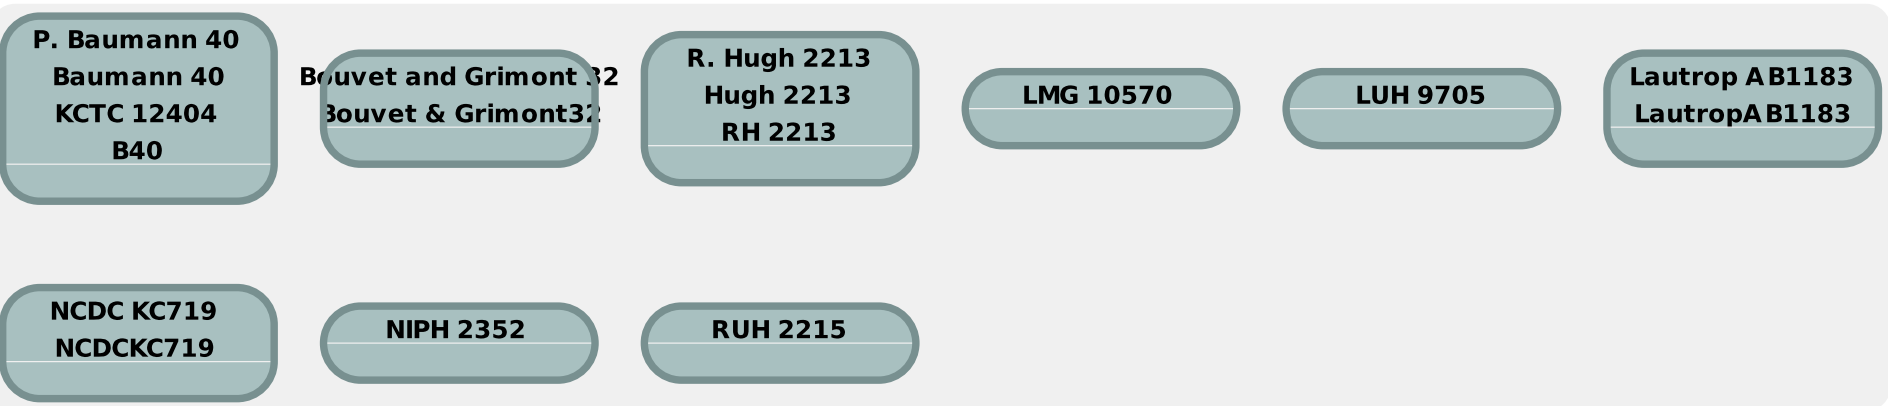 P. Baumann 40
Baumann 40
KCTC 12404
B40
Bouvet and Grimont 32
Bouvet & Grimont32
R. Hugh 2213
Hugh 2213
RH 2213
LMG 10570
LUH 9705
Lautrop AB1183
LautropAB1183
NCDC KC719
NCDCKC719
NIPH 2352
RUH 2215